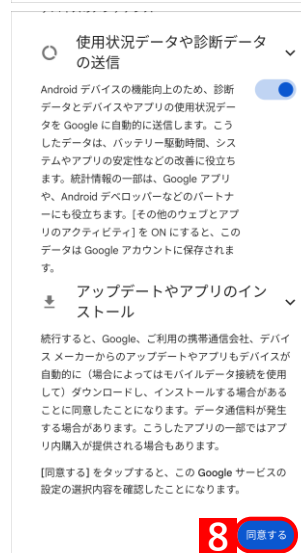 使用状況データや診断データ
の送信
Android デバイスの機能向上のため、診断
データとデバイスやアプリの使用状況デー
タを Google に自動的に送信します。こう
したデータは、バッテリー駆動時間、シス
テムやアプリの安定性などの改善に役立ち
ます。統計情報の一部は、Google アプリ
や、Android デベロッパーなどのパートナ
ーにも役立ちます。[その他のウェブとアプ
リのアクティビティ] を ON にすると、この
データは Google アカウントに保存されま
す。
アップデートやアプリのイン
ストール
続行すると、Google、ご利用の携帯通信会社、デバイ
ス メーカーからのアップデートやアプリもデバイスが
自動的に（場合によってはモバイルデータ接続を使用
して）ダウンロードし、インストールする場合がある
ことに同意したことになります。データ通信料が発生
する場合があります。こうしたアプリの一部ではアプ
リ内購入が提供される場合もあります。
[同意する] をタップすると、この Google サービスの
設定の選択内容を確認したことになります。
8 同意する